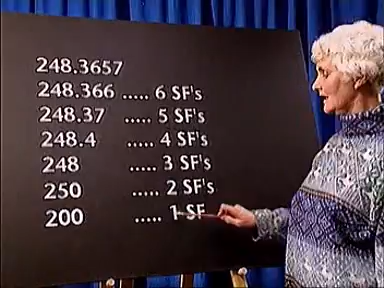 248.3657
248.366 ..... 6 SF's
248.37 ..... 5 SF's
248.4 ..... 4 SF's
248 ..... 3 SF's
250 ..... 2 SF's
200 ..... 1 SF